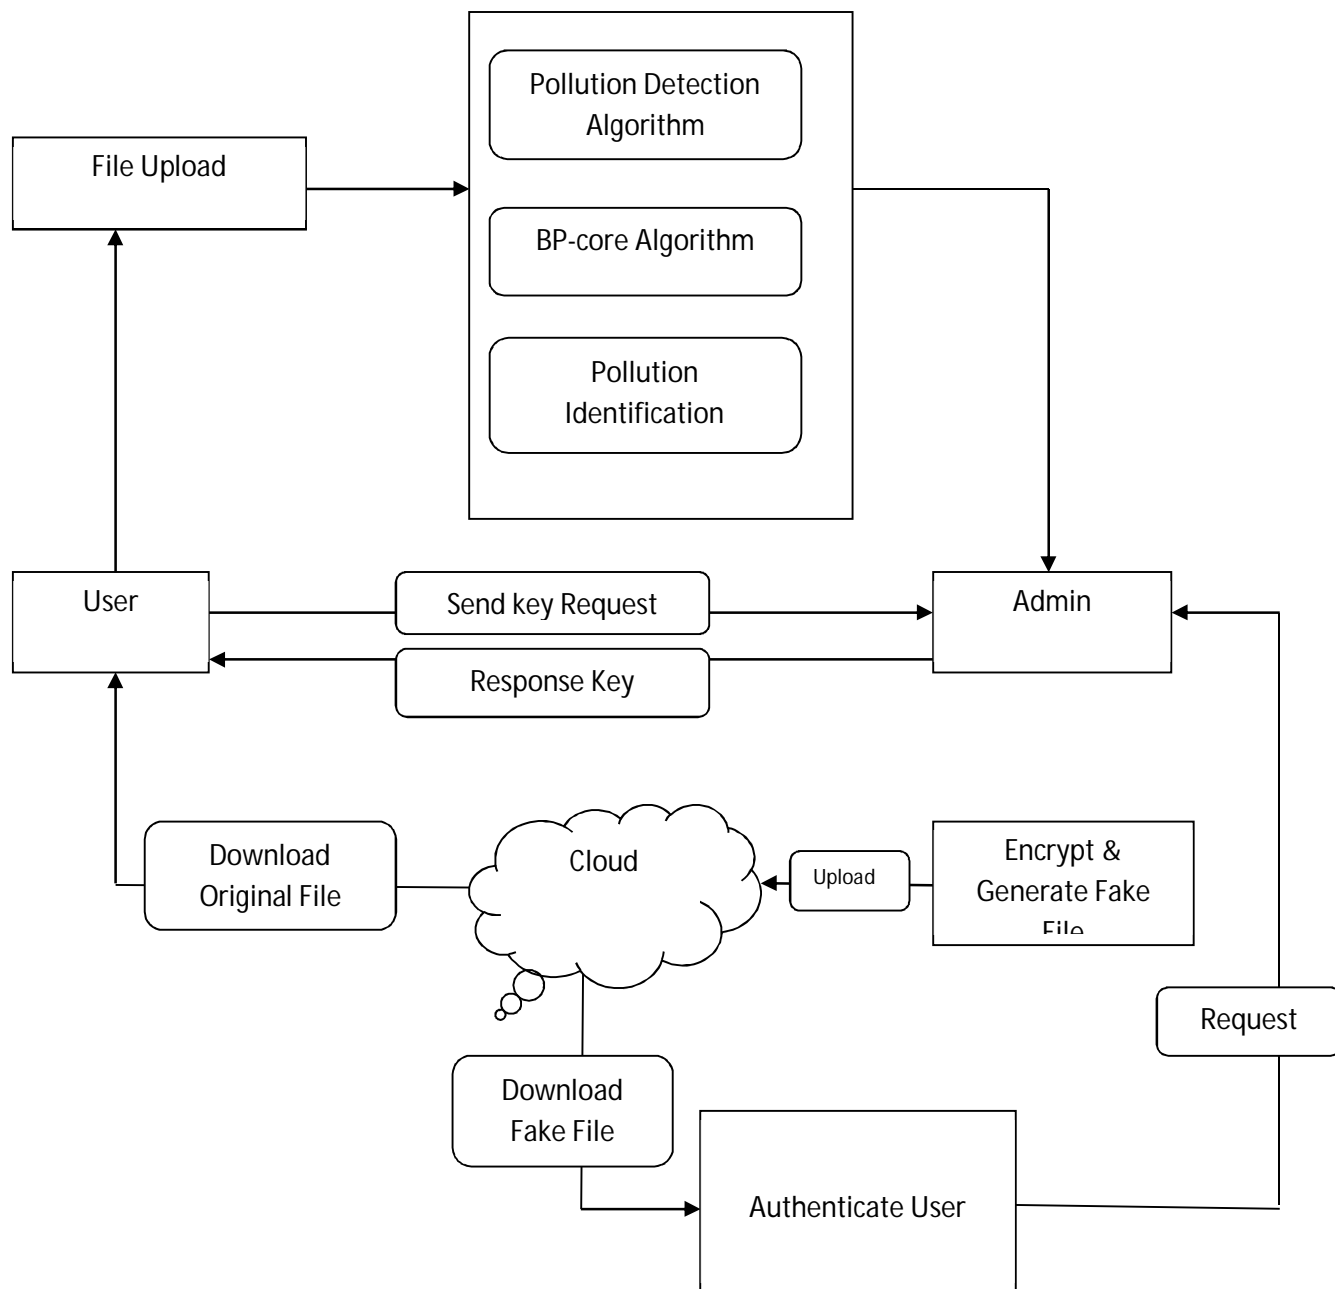 Pollution Detection
Algorithm
File Upload
BP-core Algorithm
Pollution
Identification
User
Send key Request
Admin
Response Key
Download
Original File
Cloud
Upload
Encrypt &
Generate Fake
File
Request
Download
Fake File
Authenticate User